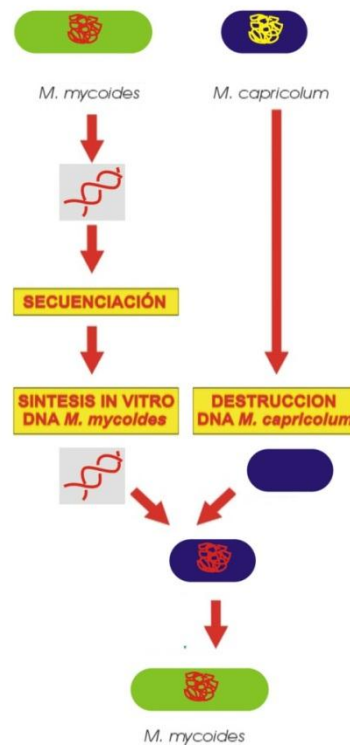 M. mycoides
M. capricolum
SECUENCIACIÓN
SINTESIS IN VITRO
DNA M. mycoides
DESTRUCCION
DNA M. capricolum
M. mycoides